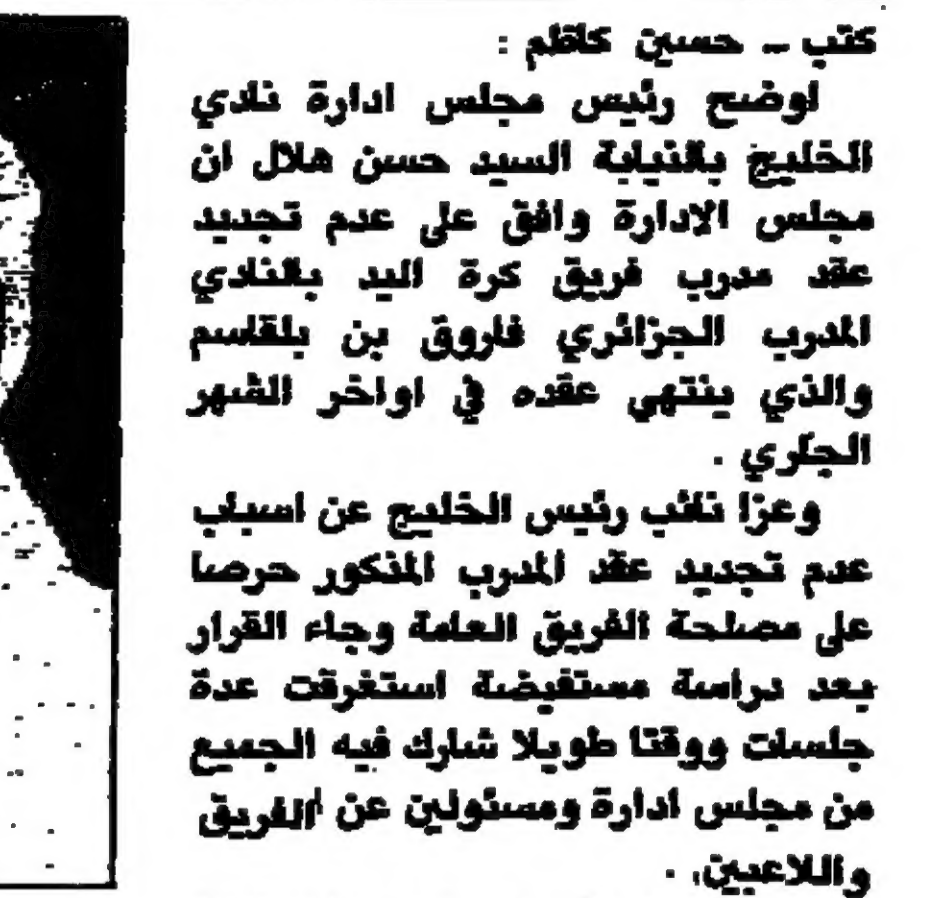 كتب ـ حسين كاظم :
اوضح رئيس مجلس ادارة نادي
الخليج بالنيابة السيد حسن هلال ان
مجلس الادارة وافق على عدم تجديد
عقد مدرب فريق كرة اليد بالنادي
المدرب الجزائري فاروق بن بلقاسم
والذي ينتهي عقده في اواخر الشهر
الجاري .
وعزا نائب رئيس الخليج عن اسباب
عدم تجديد عقد المدرب المذكور حرصا
على مصلحة الفريق العامة وجاء القرار
بعد دراسة مستفيضة استغرقت عدة
جلسات ووقتا طويلا شارك فيه الجميع
من مجلس ادارة ومسئولين عن الفريق
واللاعبين .